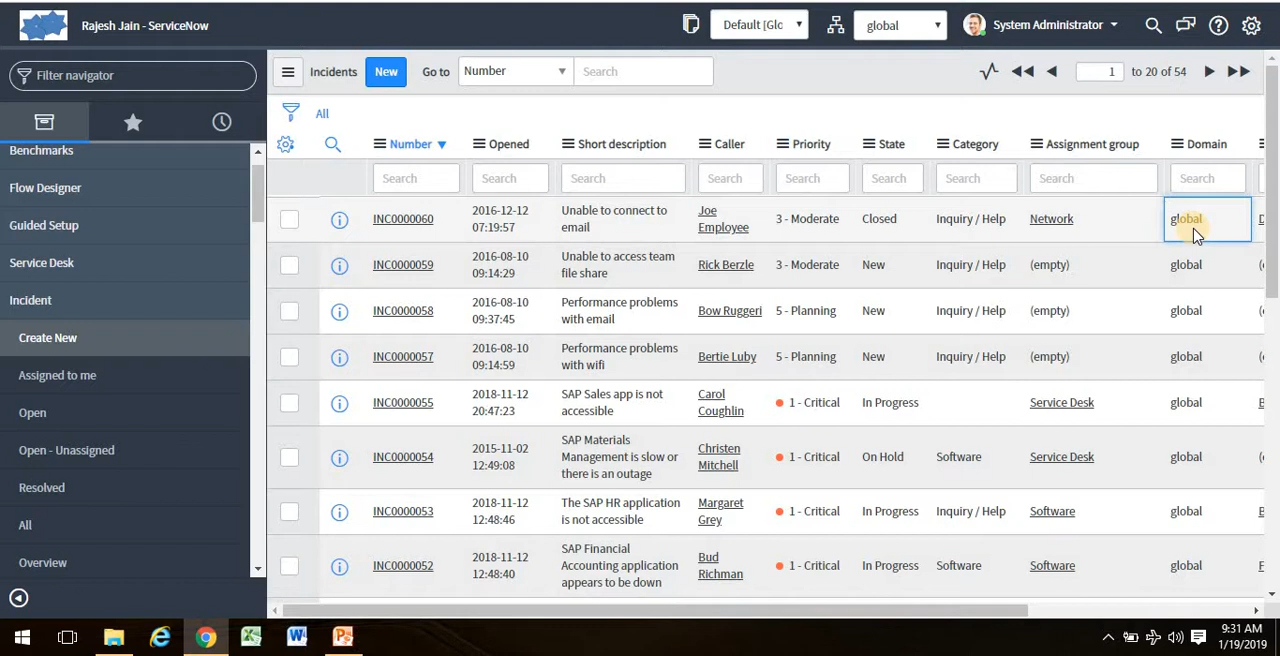 Rajesh Jain - ServiceNow
Default [Glc
global
System Administrator
Filter navigator
Benchmarks
Flow Designer
Guided Setup
Service Desk
Incident
Create New
Assigned to me
Open
Open - Unassigned
Resolved
All
Overview
Incidents New Go to Number Search
1 to 20 of 54
All
Number Opened Short description Caller Priority State Category Assignment group Domain
Search Search Search Search Search Search Search Search Search
INC0000060 2016-12-12 07:19:57 Unable to connect to email Joe Employee 3 - Moderate Closed Inquiry / Help Network global
INC0000059 2016-08-10 09:14:29 Unable to access team file share Rick Berzle 3 - Moderate New Inquiry / Help (empty) global
INC0000058 2016-08-10 09:37:45 Performance problems with email Bow Ruggeri 5 - Planning New Inquiry / Help (empty) global
INC0000057 2016-08-10 09:14:59 Performance problems with wifi Bertie Luby 5 - Planning New Inquiry / Help (empty) global
INC0000055 2018-11-12 20:47:23 SAP Sales app is not accessible Carol Coughlin 1 - Critical In Progress Service Desk global
INC0000054 2015-11-02 12:49:08 SAP Materials Management is slow or there is an outage Christen Mitchell 1 - Critical On Hold Software Service Desk global
INC0000053 2018-11-12 12:48:46 The SAP HR application is not accessible Margaret Grey 1 - Critical In Progress Inquiry / Help Software global
INC0000052 2018-11-12 12:48:40 SAP Financial Accounting application appears to be down Bud Richman 1 - Critical In Progress Software Software global
9:31 AM
1/19/2019